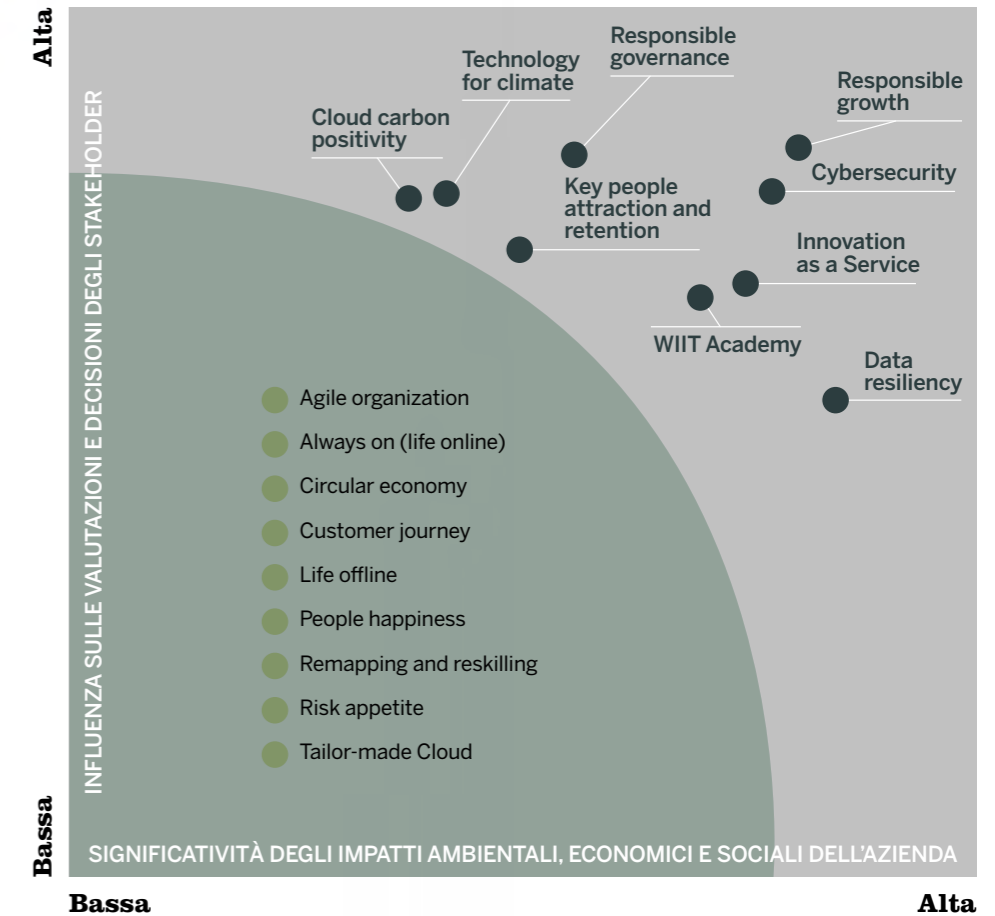 Alta
INFLUENZA SULLE VALUTAZIONI E DECISIONI DEGLI STAKEHOLDER
Bassa
Responsible
governance
Technology
for climate
Responsible
growth
Cloud carbon
positivity
Cybersecurity
Key people
attraction and
retention
Innovation
as a Service
WIIT Academy
Data
resiliency
Agile organization
Always on (life online)
Circular economy
Customer journey
Life offline
People happiness
Remapping and reskilling
Risk appetite
Tailor-made Cloud
SIGNIFICATIVITÀ DEGLI IMPATTI AMBIENTALI, ECONOMICI E SOCIALI DELL'AZIENDA
Bassa
Alta